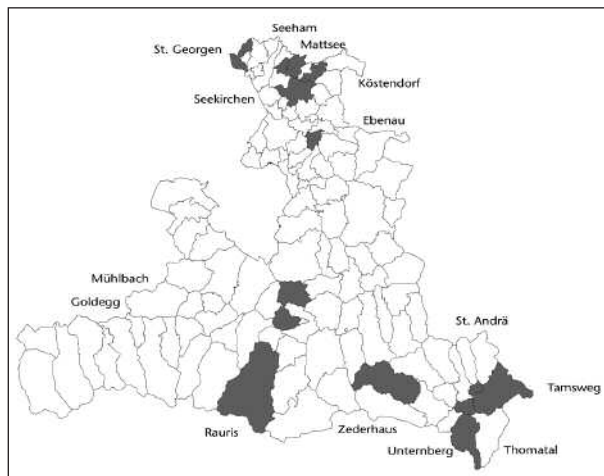 Seeham
St. Georgen
Mattsee
Köstendorf
Seekirchen
Ebenau
Mühlbach
Goldegg
St. Andrä
Tamsweg
Rauris
Zederhaus
Unternberg
Thomatal